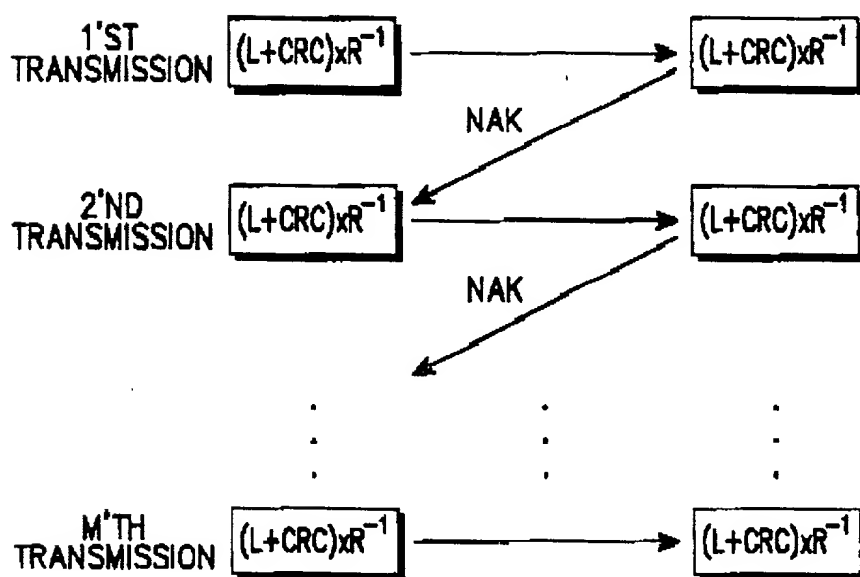 1'ST
TRANSMISSION
(L+CRC)xR⁻¹
(L+CRC)xR⁻¹
NAK
2'ND
TRANSMISSION
(L+CRC)xR⁻¹
(L+CRC)xR⁻¹
NAK
M'TH
TRANSMISSION
(L+CRC)xR⁻¹
(L+CRC)xR⁻¹